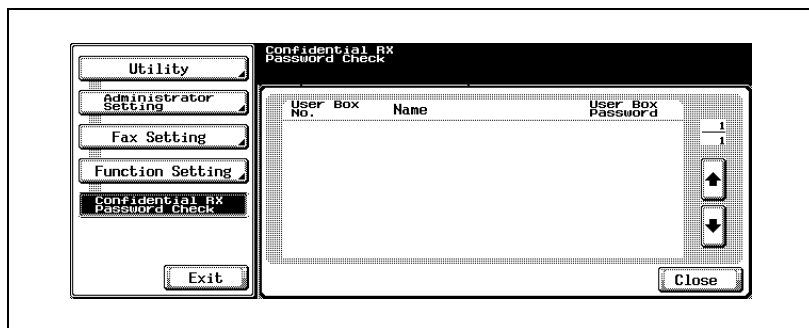 Utility
Administrator
Setting
Fax Setting
Function Setting
Confidential RX
Password Check
Exit
Confidential RX
Password Check
User Box
No.
Name
User Box
Password
1
1
Close